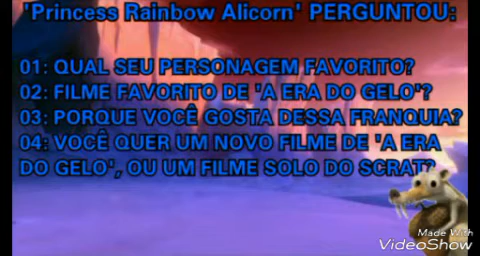 'Princess Rainbow Alicorn' PERGUNTOU:
01: QUAL SEU PERSONAGEM FAVORITO?
02: FILME FAVORITO DE 'A ERA DO GELO'?
03: PORQUE VOCÊ GOSTA DESSA FRANQUIA?
04: VOCÊ QUER UM NOVO FILME DE 'A ERA
DO GELO', OU UM FILME SOLO DO SCRAT?
Made With
VideoShow